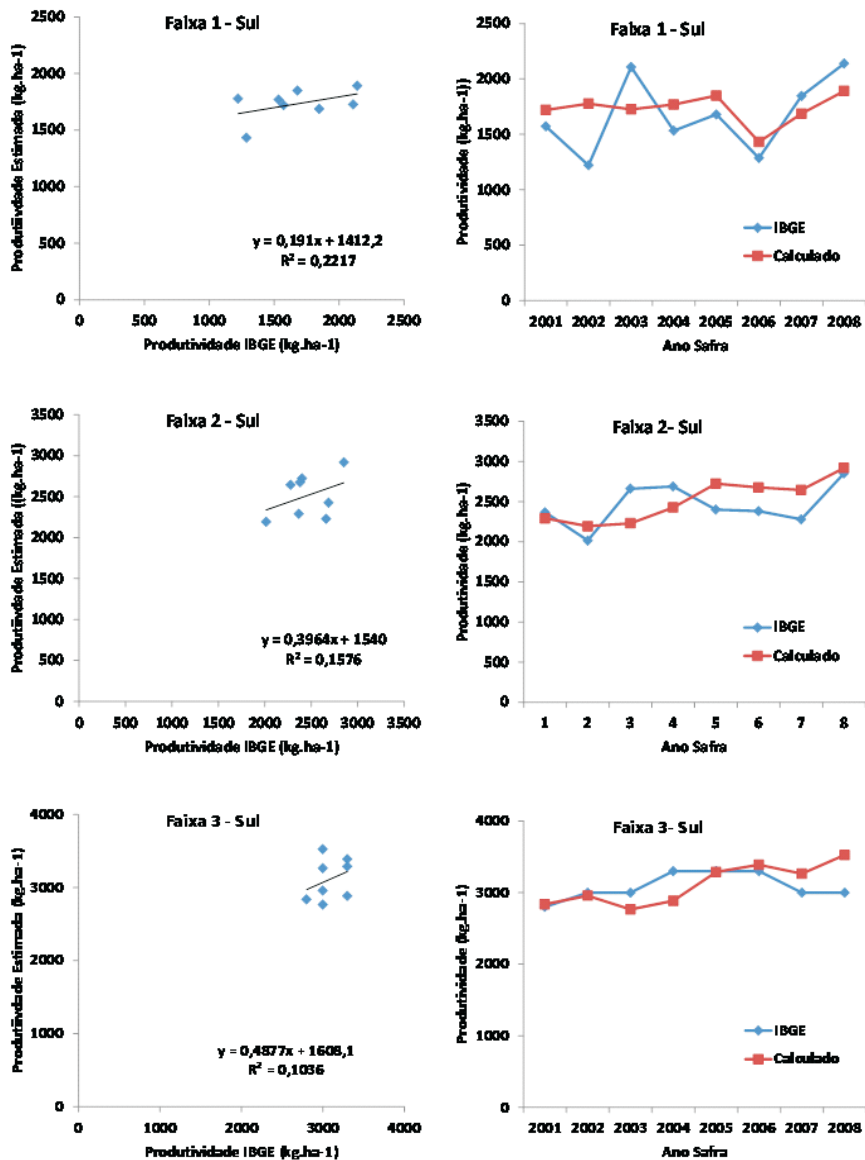 Faixa 1 - Sul
Produtiivdade Estimada (kg.ha-1)
2500
2000
1500
1000
500
0
y = 0,191x + 1412,2
R² = 0,2217
0 500 1000 1500 2000 2500
Produtividade IBGE (kg.ha-1)
Faixa 1 - Sul
Produtividade (kg.ha-1))
2500
2000
1500
1000
500
0
IBGE
Calculado
2001 2002 2003 2004 2005 2006 2007 2008
Ano Safra
Faixa 2 - Sul
Produtiivdade Estimada ((kg.ha-1)
3500
3000
2500
2000
1500
1000
500
0
y = 0,3964x + 1540
R² = 0,1576
0 500 1000 1500 2000 2500 3000 3500
Produtividade IBGE (kg.ha-1)
Faixa 2- Sul
Produtividade (kg.ha-1)
3500
3000
2500
2000
1500
1000
500
0
IBGE
Calculado
1 2 3 4 5 6 7 8
Ano Safra
Faixa 3 - Sul
Produtiivdade Estimada (kg.ha-1)
4000
3000
2000
1000
0
y = 0,4877x + 1608,1
R² = 0,1036
0 1000 2000 3000 4000
Produtividade IBGE (kg.ha-1)
Faixa 3- Sul
Produtividade (kg.ha-1)
4000
3000
2000
1000
0
IBGE
Calculado
2001 2002 2003 2004 2005 2006 2007 2008
Ano Safra